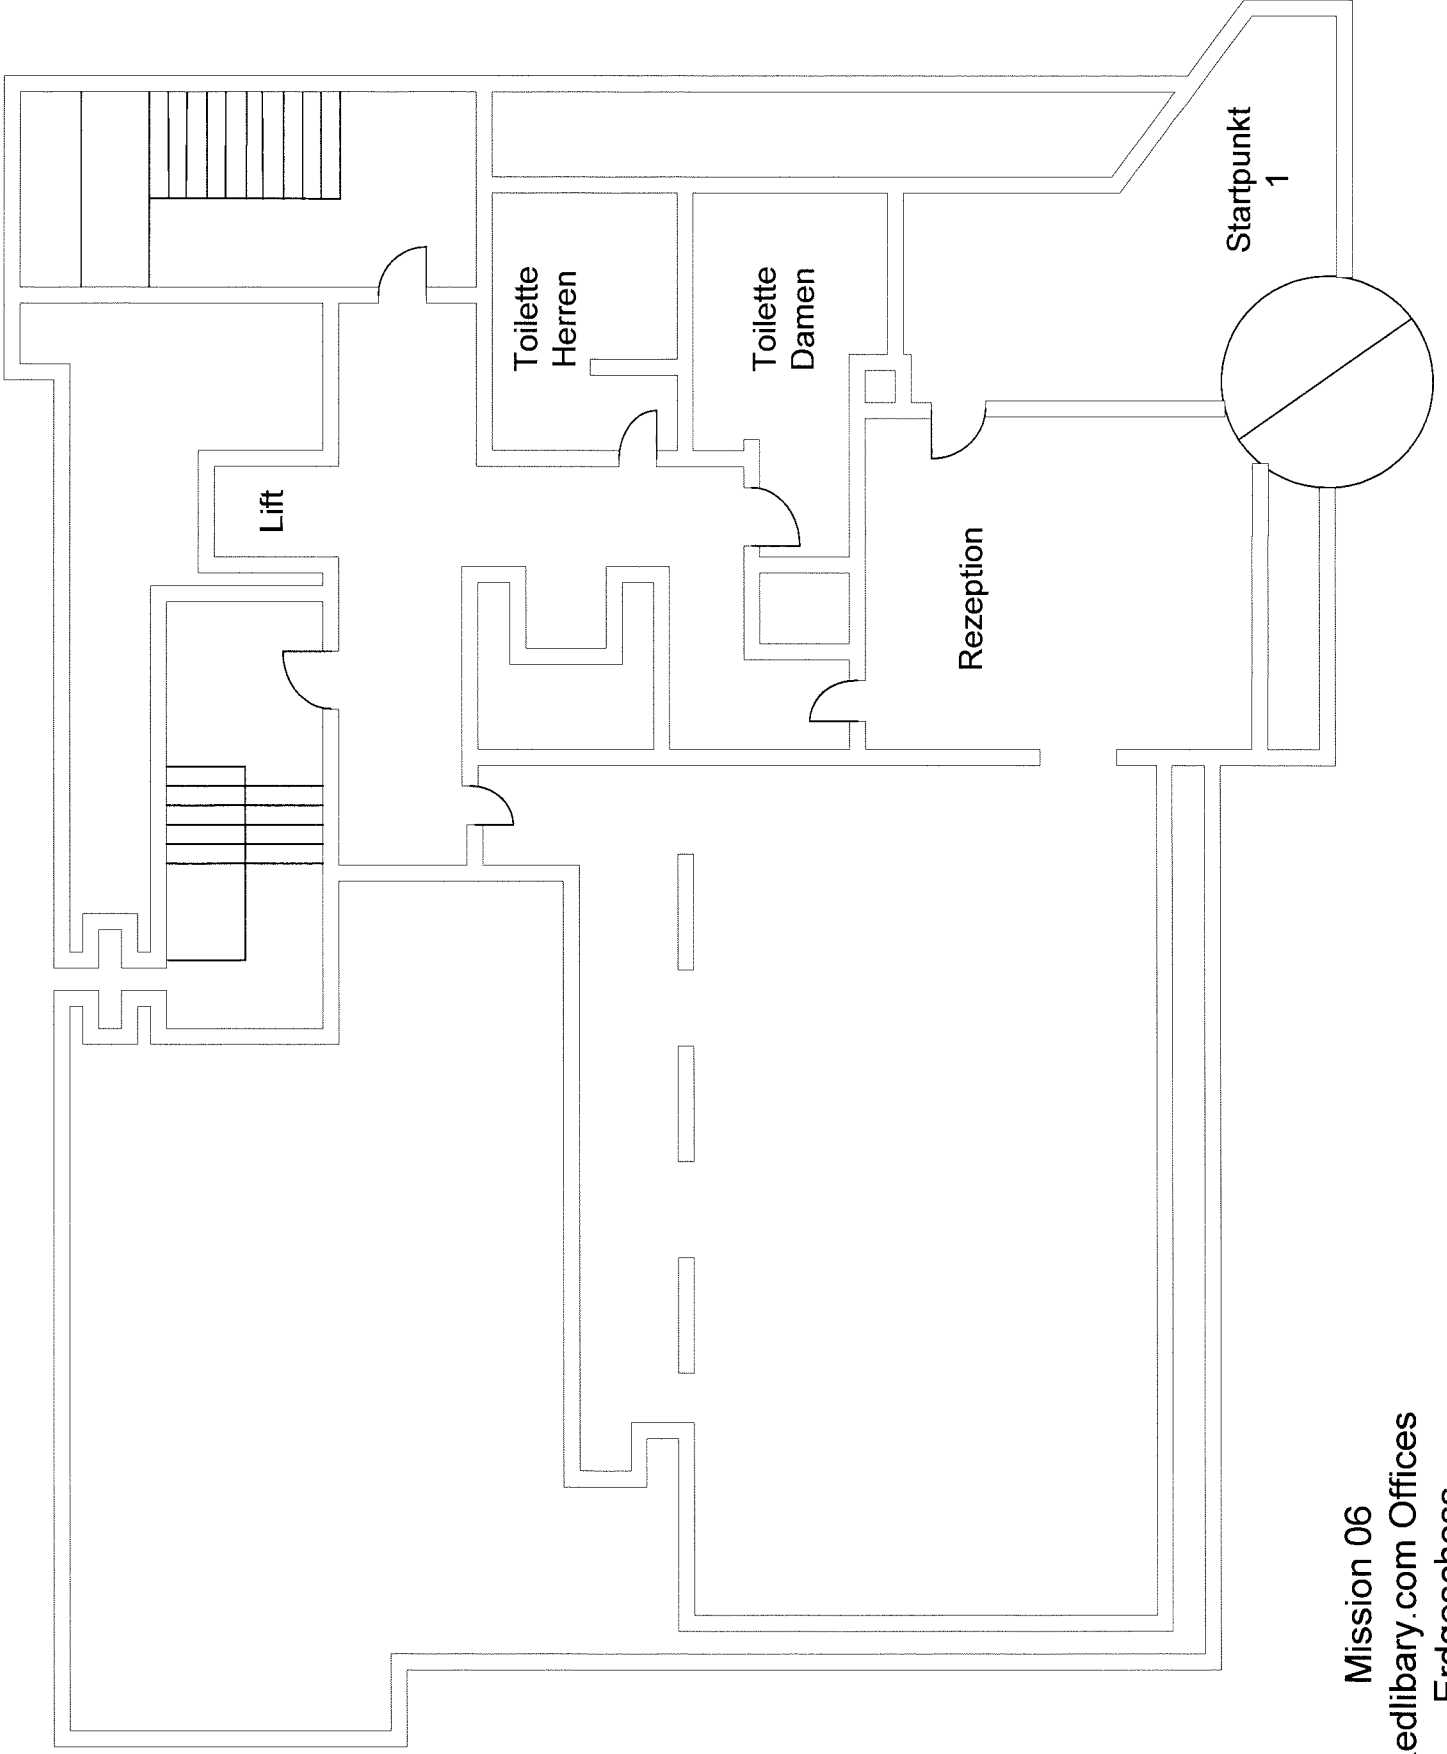 Lift
Toilette
Herren
Toilette
Damen
Startpunkt
1
Rezeption
Mission 06
edlibary.com Offices